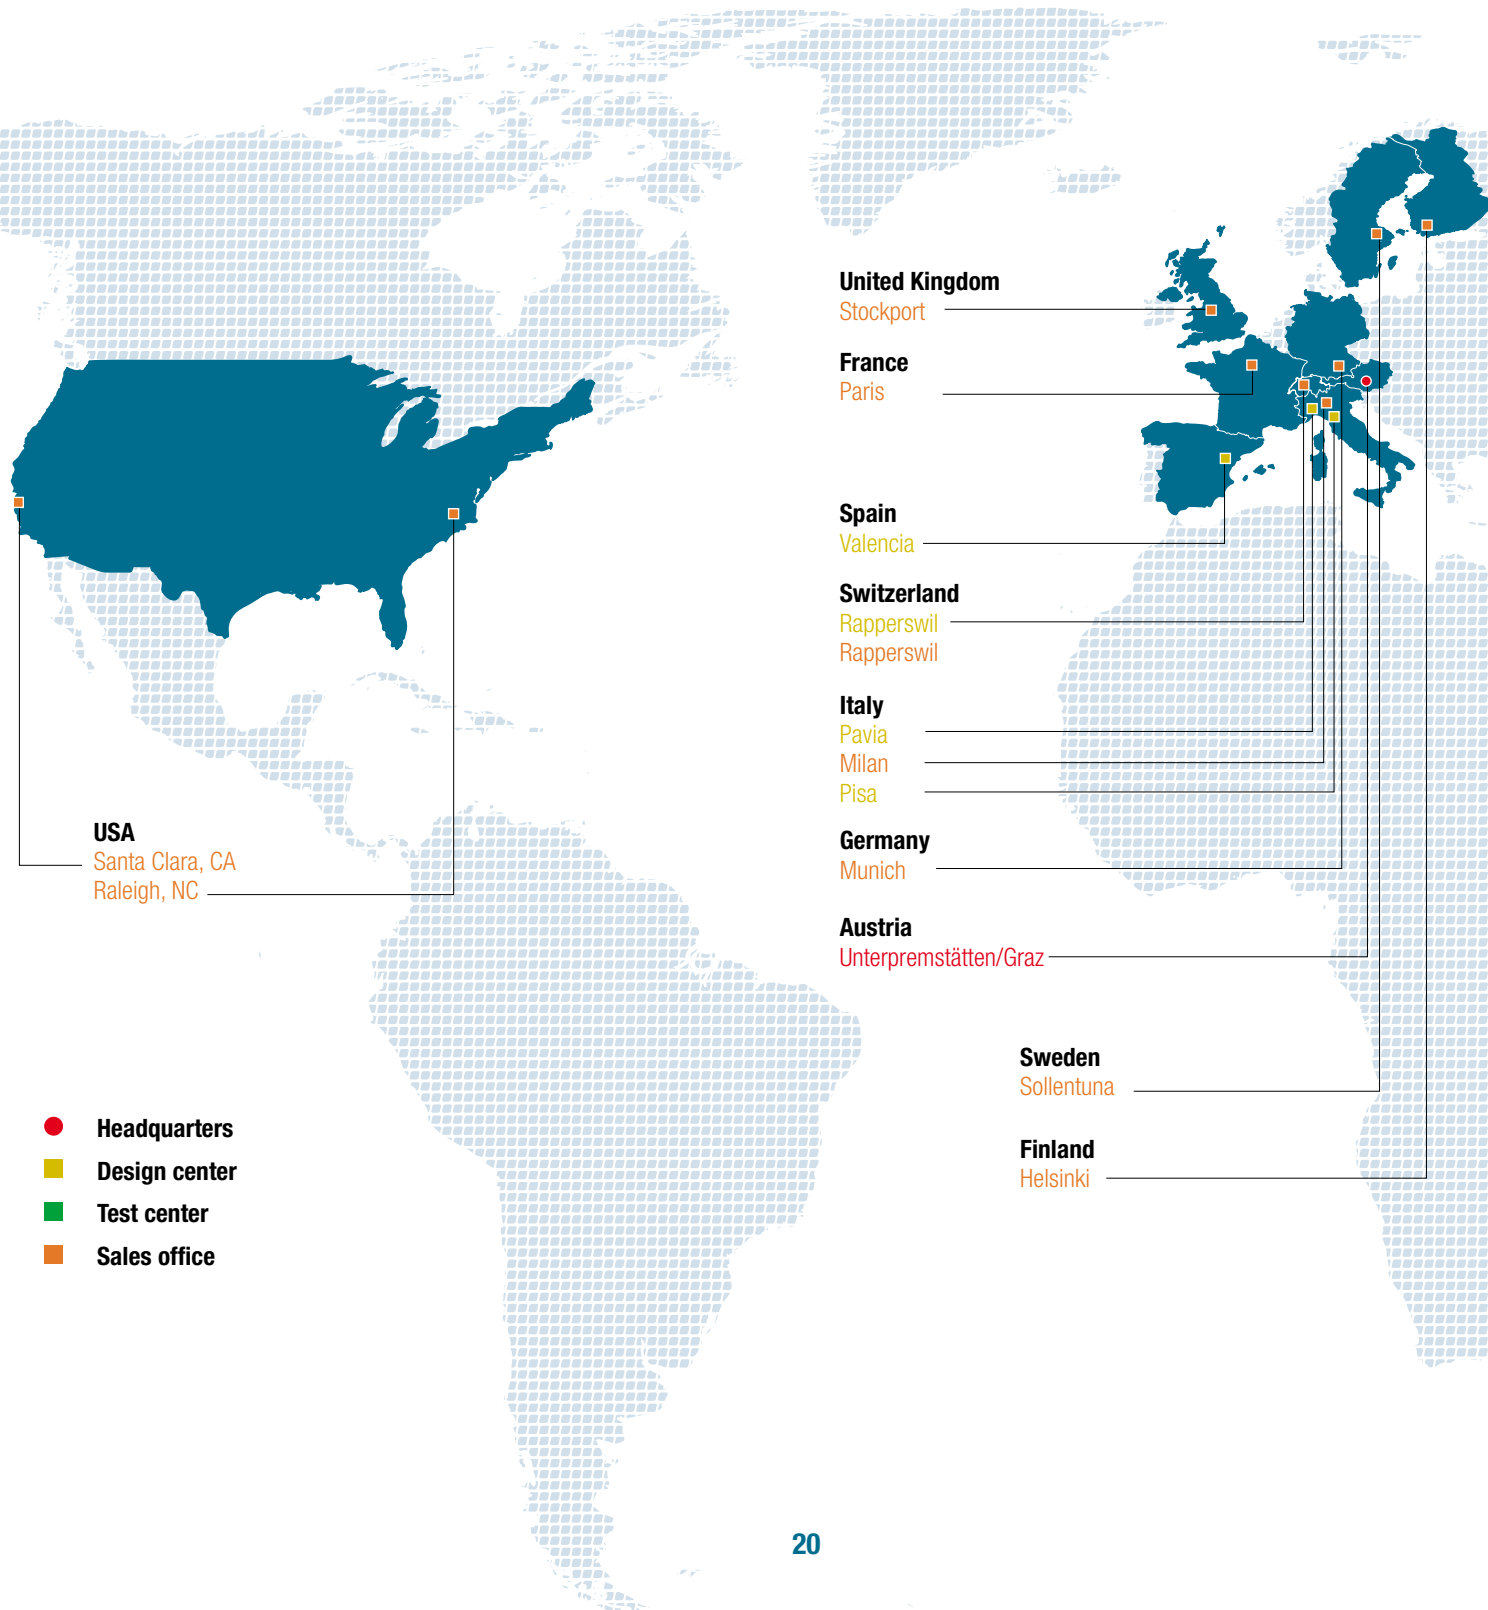 United Kingdom
Stockport
France
Paris
Spain
Valencia
Switzerland
Rapperswil
Rapperswil
Italy
Pavia
Milan
Pisa
Germany
Munich
Austria
Unterpremstätten/Graz
Sweden
Sollentuna
Finland
Helsinki
USA
Santa Clara, CA
Raleigh, NC
Headquarters
Design center
Test center
Sales office
20